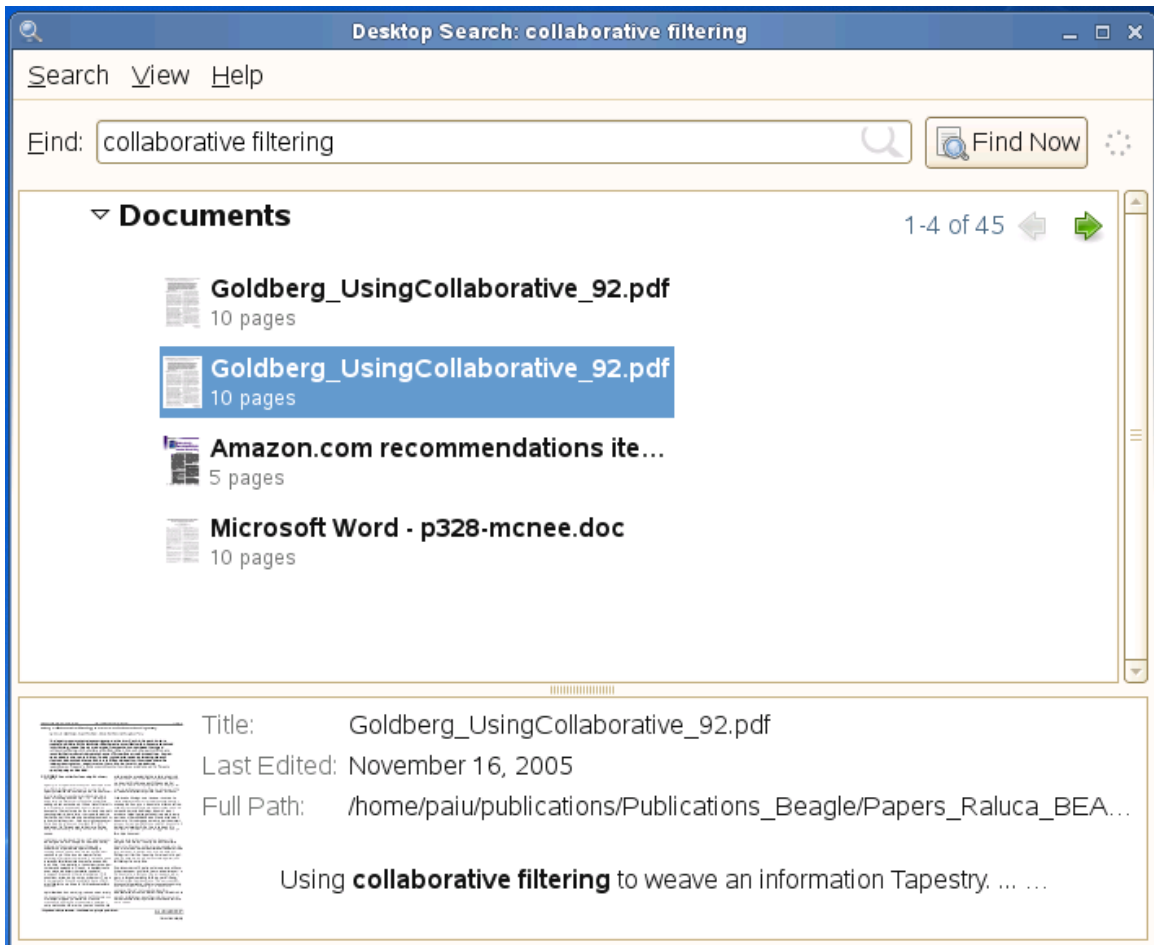 Desktop Search: collaborative filtering
Search View Help
Find: collaborative filtering Find Now
Documents 1-4 of 45
Goldberg_UsingCollaborative_92.pdf
10 pages
Goldberg_UsingCollaborative_92.pdf
10 pages
Amazon.com recommendations ite...
5 pages
Microsoft Word - p328-mcnee.doc
10 pages
Title: Goldberg_UsingCollaborative_92.pdf
Last Edited: November 16, 2005
Full Path: /home/paiu/publications/Publications_Beagle/Papers_Raluca_BEA...
Using collaborative filtering to weave an information Tapestry. ... ...